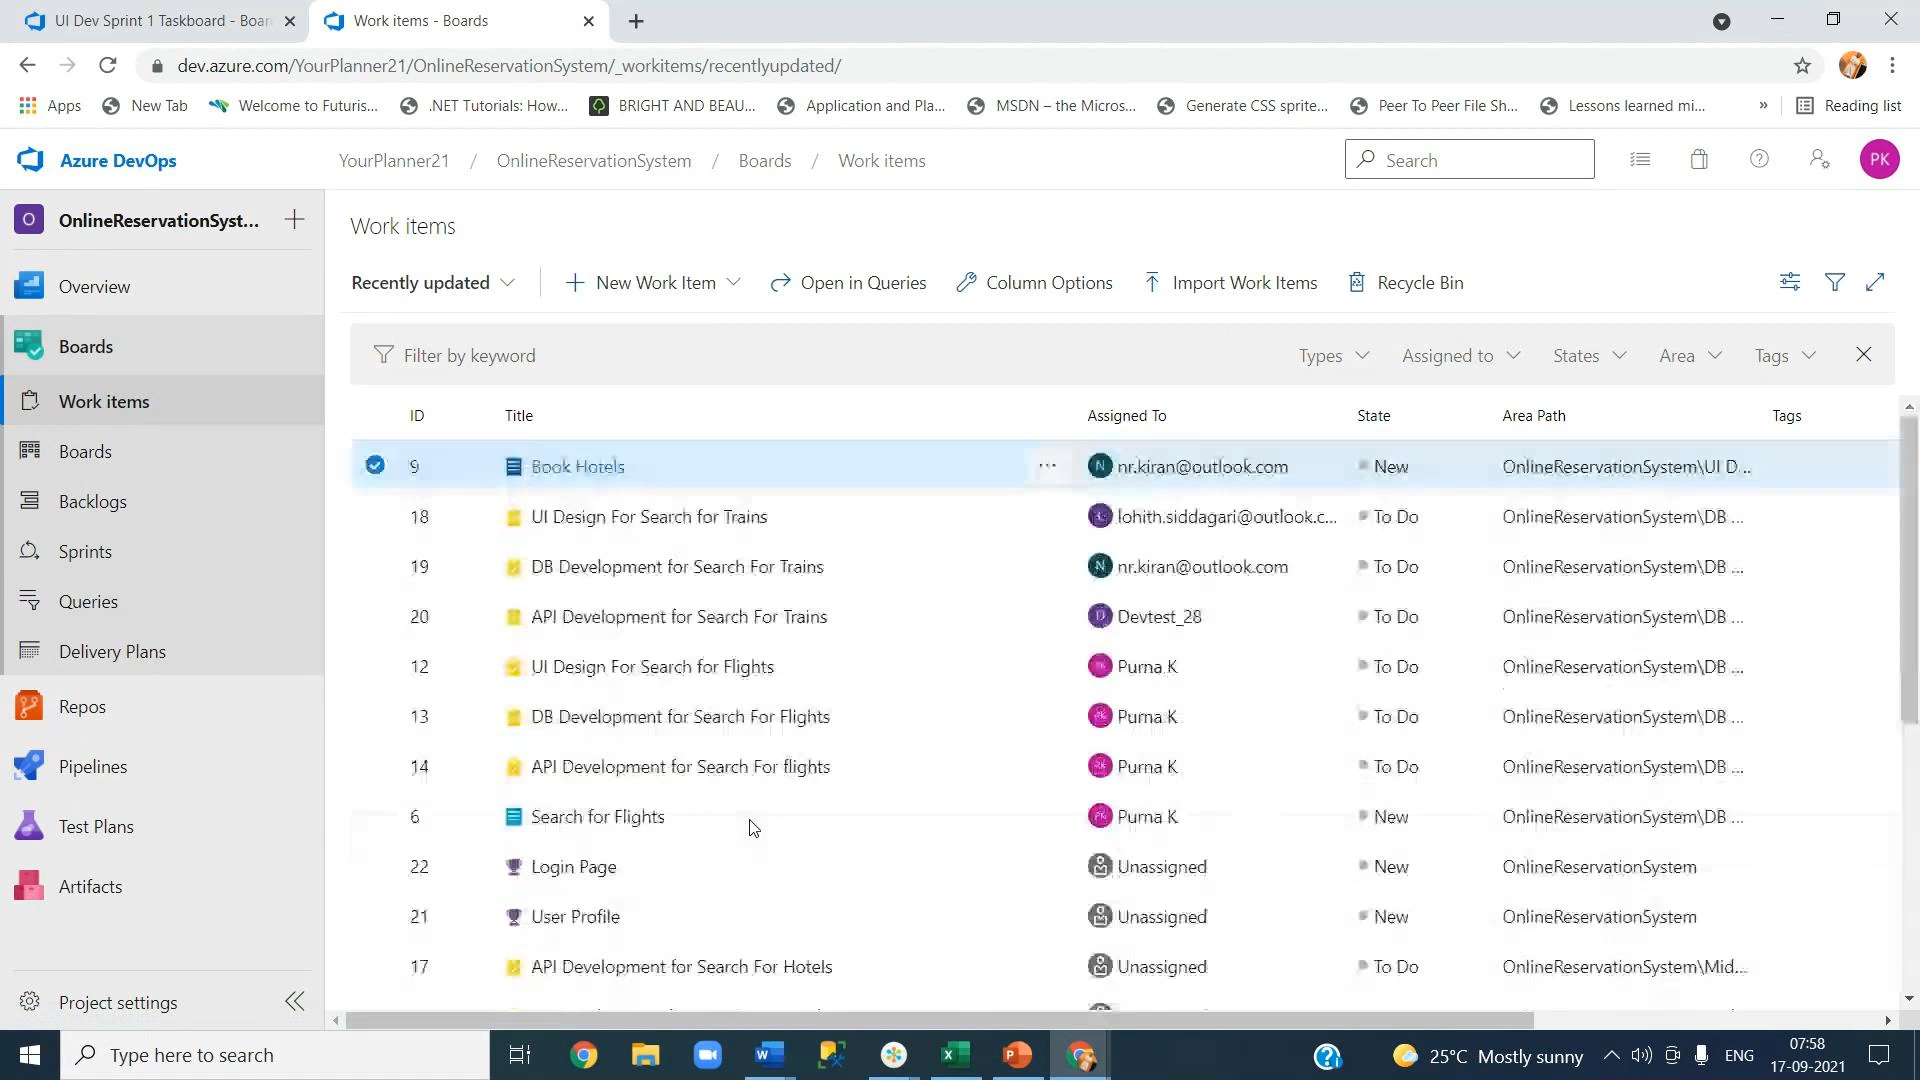 UI Dev Sprint 1 Taskboard - Boar
Work items - Boards
dev.azure.com/YourPlanner21/OnlineReservationSystem/_workitems/recentlyupdated/
Apps New Tab Welcome to Futuris... .NET Tutorials: How... BRIGHT AND BEAU... Application and Pla... MSDN – the Micros... Generate CSS sprite... Peer To Peer File Sh... Lessons learned mi... » Reading list
Azure DevOps YourPlanner21 / OnlineReservationSystem / Boards / Work items Search PK
O OnlineReservationSyst...
Overview
Boards
Work items
Boards
Backlogs
Sprints
Queries
Delivery Plans
Repos
Pipelines
Test Plans
Artifacts
Project settings
Work items
Recently updated New Work Item Open in Queries Column Options Import Work Items Recycle Bin
Filter by keyword Types Assigned to States Area Tags
ID Title Assigned To State Area Path Tags
9 Book Hotels ... N nr.kiran@outlook.com New OnlineReservationSystem\UI D...
18 UI Design For Search for Trains lohith.siddagari@outlook.c... To Do OnlineReservationSystem\DB ...
19 DB Development for Search For Trains N nr.kiran@outlook.com To Do OnlineReservationSystem\DB ...
20 API Development for Search For Trains D Devtest_28 To Do OnlineReservationSystem\DB ...
12 UI Design For Search for Flights PK Purna K To Do OnlineReservationSystem\DB ...
13 DB Development for Search For Flights PK Purna K To Do OnlineReservationSystem\DB ...
14 API Development for Search For flights PK Purna K To Do OnlineReservationSystem\DB ...
6 Search for Flights PK Purna K New OnlineReservationSystem\DB ...
22 Login Page Unassigned New OnlineReservationSystem
21 User Profile Unassigned New OnlineReservationSystem
17 API Development for Search For Hotels Unassigned To Do OnlineReservationSystem\Mid...
Type here to search
25°C Mostly sunny
ENG
07:58
17-09-2021